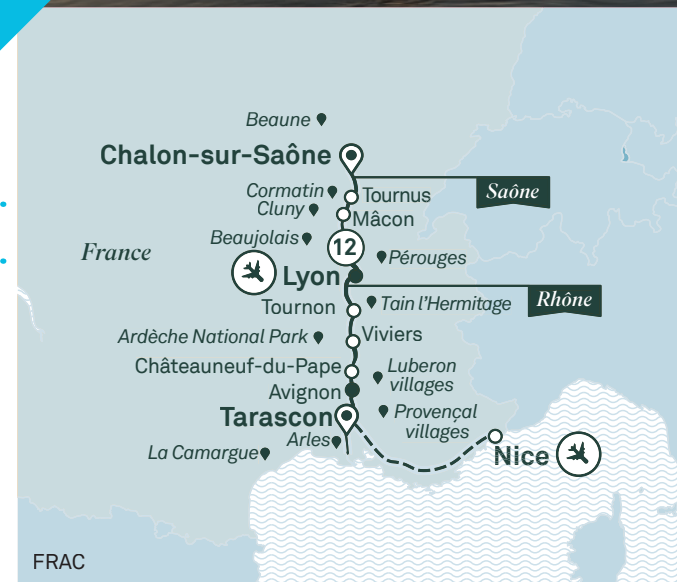 Beaune
Chalon-sur-Saône
Saône
Cormatin
Tournus
Cluny
Mâcon
Beaujolais
12
France
Pérouges
Lyon
Tournon
Tain l'Hermitage
Rhône
Ardèche National Park
Viviers
Châteauneuf-du-Pape
Luberon
villages
Avignon
Tarascon
Provençal
villages
Arles
La Camargue
Nice
FRAC